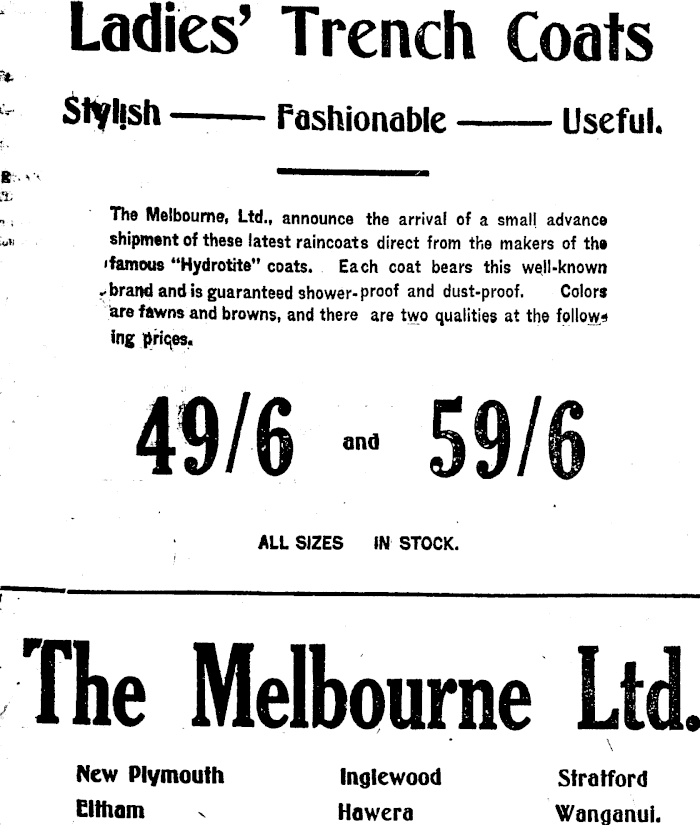 Ladies' Trench Coats
Stylish —— Fashionable —— Useful.
The Melbourne, Ltd., announce the arrival of a small advance
shipment of these latest raincoats direct from the makers of the
famous "Hydrotite" coats. Each coat bears this well-known
brand and is guaranteed shower-proof and dust-proof. Colors
are fawns and browns, and there are two qualities at the follow-
ing prices.
49/6 and 59/6
ALL SIZES IN STOCK.
The Melbourne Ltd.
New Plymouth Inglewood Stratford
Eltham Hawera Wanganui.